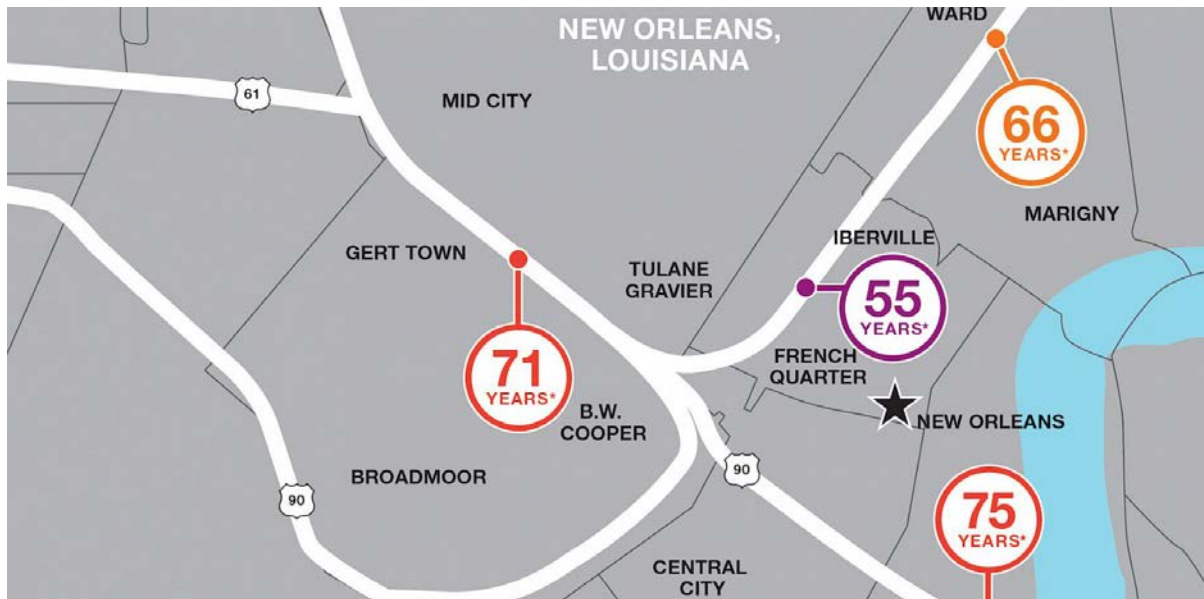 NEW ORLEANS,
LOUISIANA
WARD
61
MID CITY
66
YEARS*
MARIGNY
GERT TOWN
IBERVILLE
TULANE
GRAVIER
55
YEARS*
71
YEARS*
FRENCH
QUARTER
B.W.
COOPER
NEW ORLEANS
BROADMOOR
90
90
75
YEARS*
CENTRAL
CITY